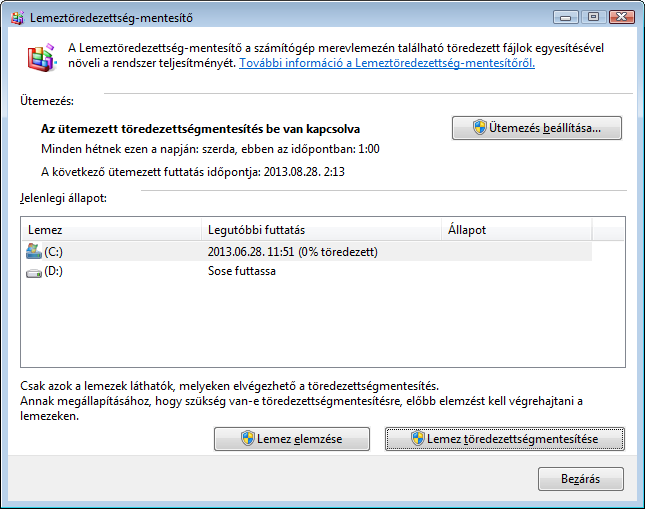 Lemeztöredezettség-mentesítő
A Lemeztöredezettség-mentesítő a számítógép merevlemezén található töredezett fájlok egyesítésével
növeli a rendszer teljesítményét. További információ a Lemeztöredezettség-mentesítőről.
Ütemezés:
Az ütemezett töredezettségmentesítés be van kapcsolva
Ütemezés beállítása...
Minden hétnek ezen a napján: szerda, ebben az időpontban: 1:00
A következő ütemezett futtatás időpontja: 2013.08.28. 2:13
Jelenlegi állapot:
Lemez Legutóbbi futtatás Állapot
(C:) 2013.06.28. 11:51 (0% töredezett)
(D:) Sose futtassa
Csak azok a lemezek láthatók, melyeken elvégezhető a töredezettségmentesítés.
Annak megállapításához, hogy szükség van-e töredezettségmentesítésre, előbb elemzést kell végrehajtani a
lemezeken.
Lemez elemzése Lemez töredezettségmentesítése
Bezárás